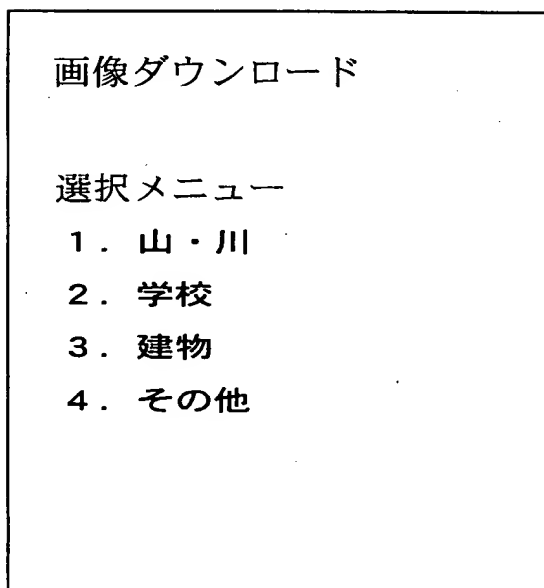 画像ダウンロード
選択メニュー
1. 山・川
2. 学校
3. 建物
4. その他